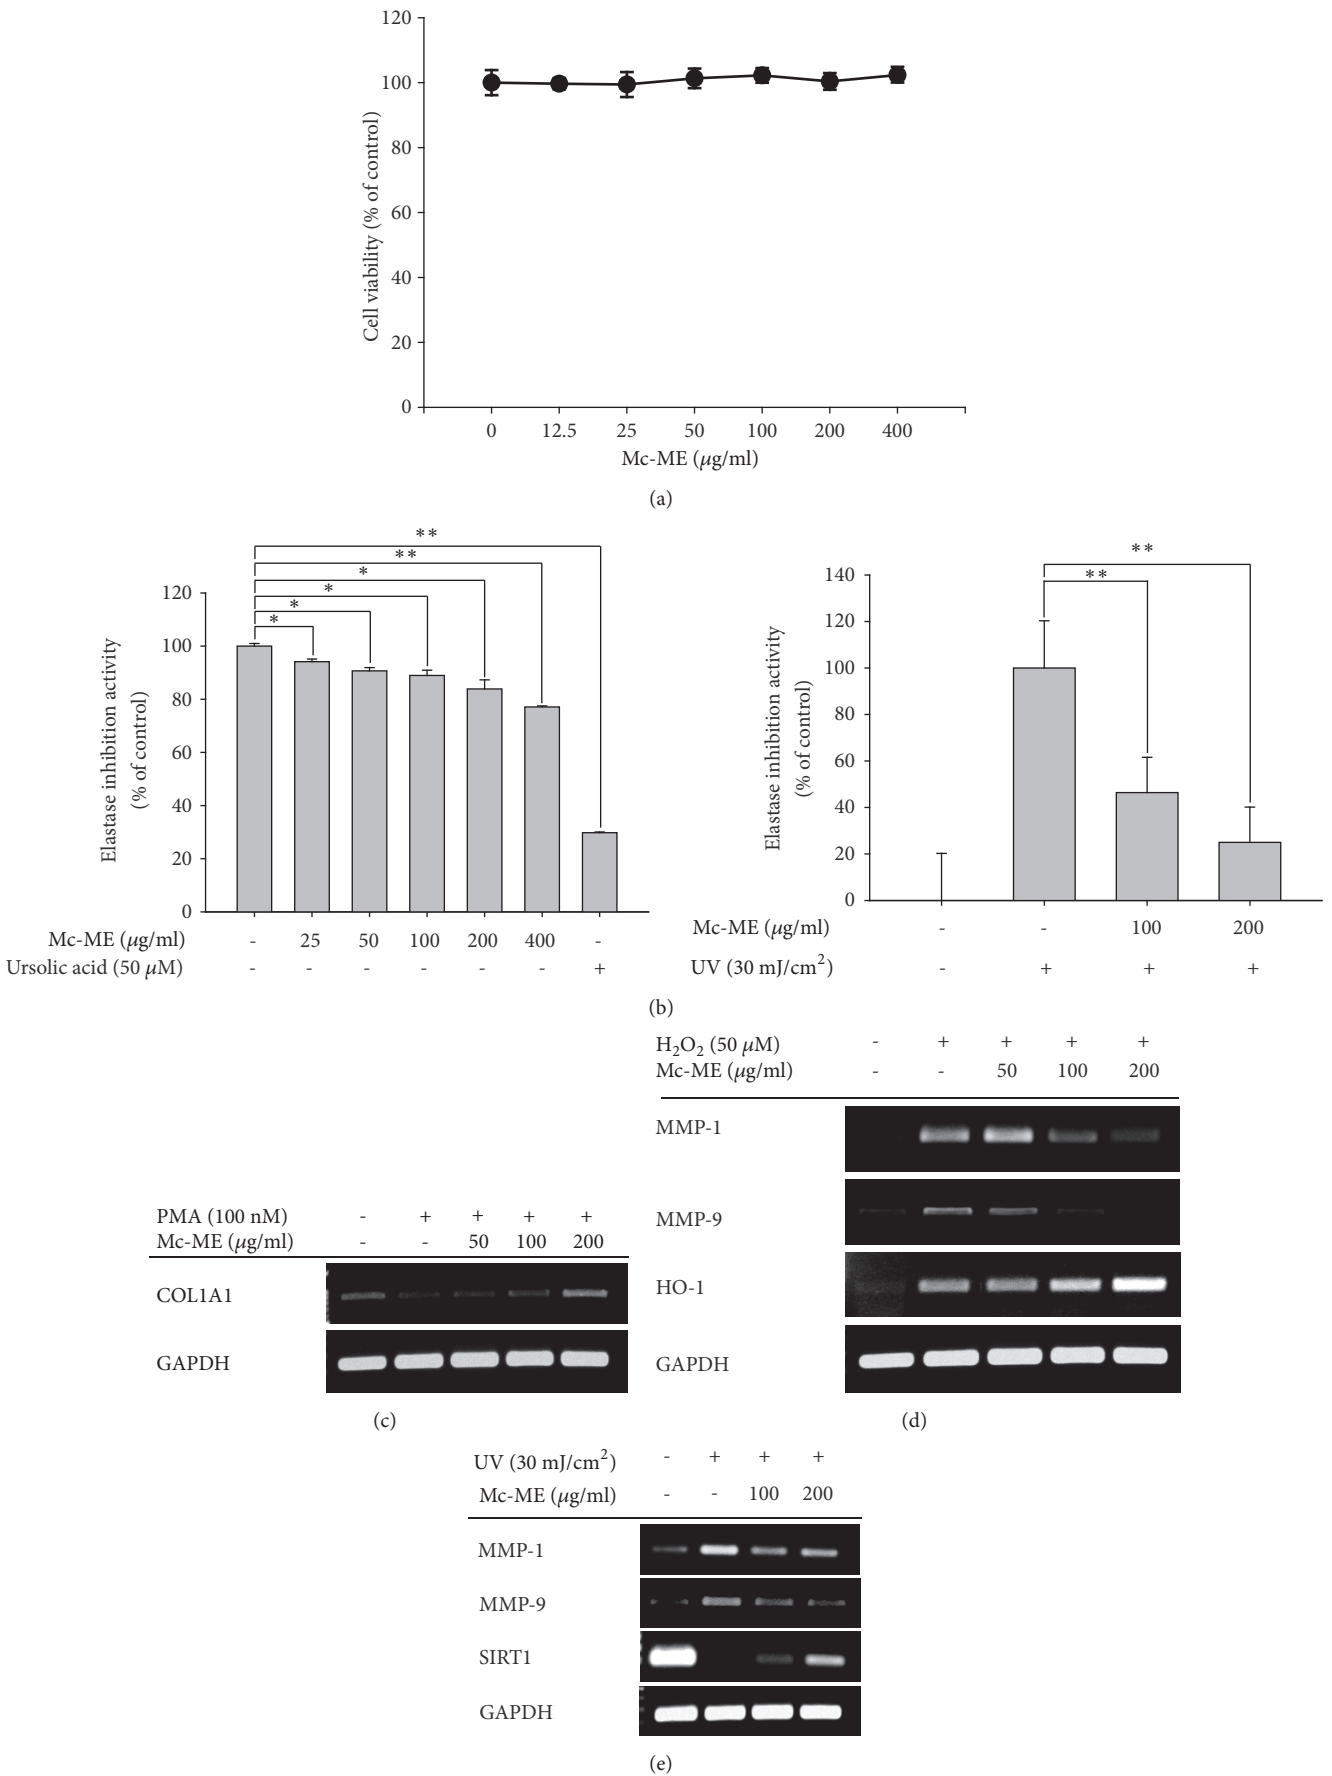 120
100
80
60
40
20
0
Cell viability (% of control)
0 12.5 25 50 100 200 400
Mc-ME (µg/ml)
(a)
** 
**
*
*
*
*
120
100
80
60
40
20
0
Elastase inhibition activity
(% of control)
Mc-ME (µg/ml) - 25 50 100 200 400 -
Ursolic acid (50 µM) - - - - - - +
**
**
140
120
100
80
60
40
20
0
Elastase inhibition activity
(% of control)
Mc-ME (µg/ml) - - 100 200
UV (30 mJ/cm²) - + + +
(b)
PMA (100 nM) - + + + +
Mc-ME (µg/ml) - - 50 100 200
COL1A1
GAPDH
(c)
H₂O₂ (50 µM) - + + + +
Mc-ME (µg/ml) - - 50 100 200
MMP-1
MMP-9
HO-1
GAPDH
(d)
UV (30 mJ/cm²) - + + +
Mc-ME (µg/ml) - - 100 200
MMP-1
MMP-9
SIRT1
GAPDH
(e)